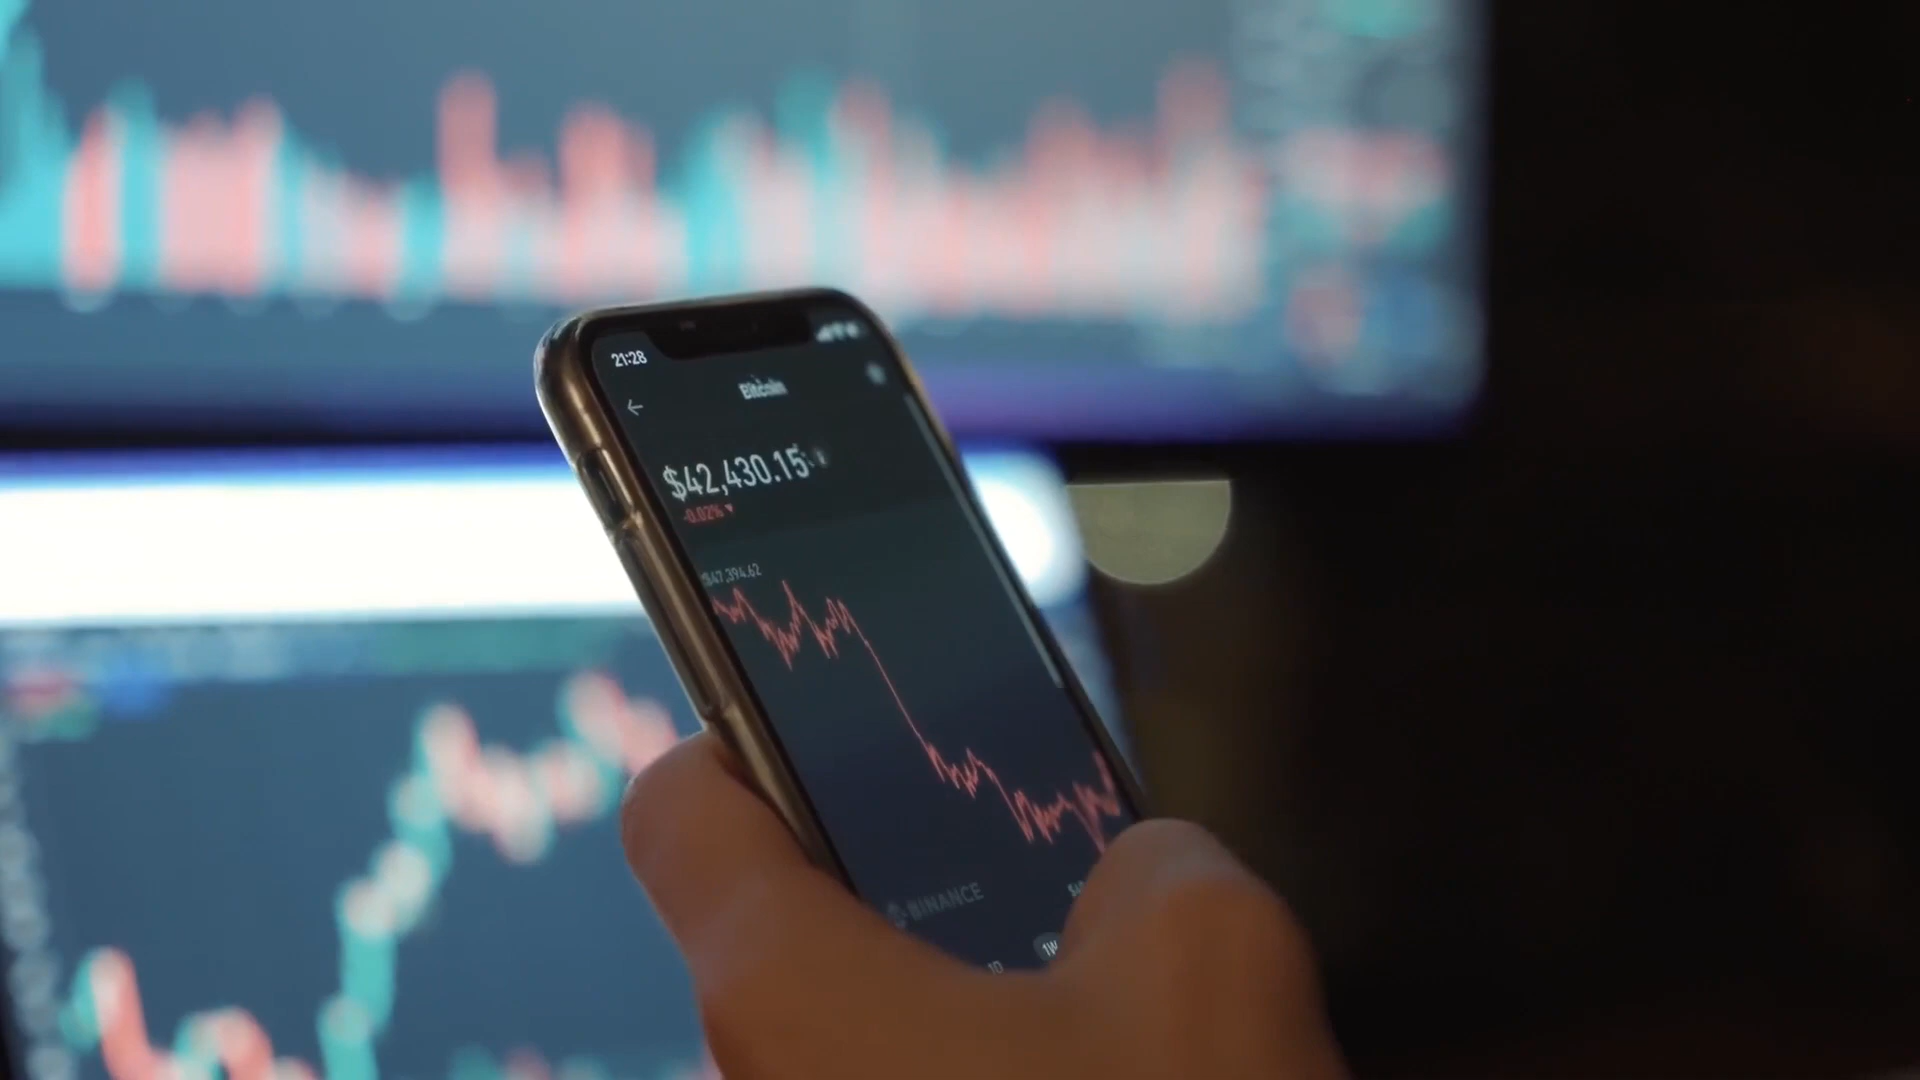 21:28
Bitcoin
$42,430.15
-0.02% ▼
$47,394.62
BINANCE
1D
1W